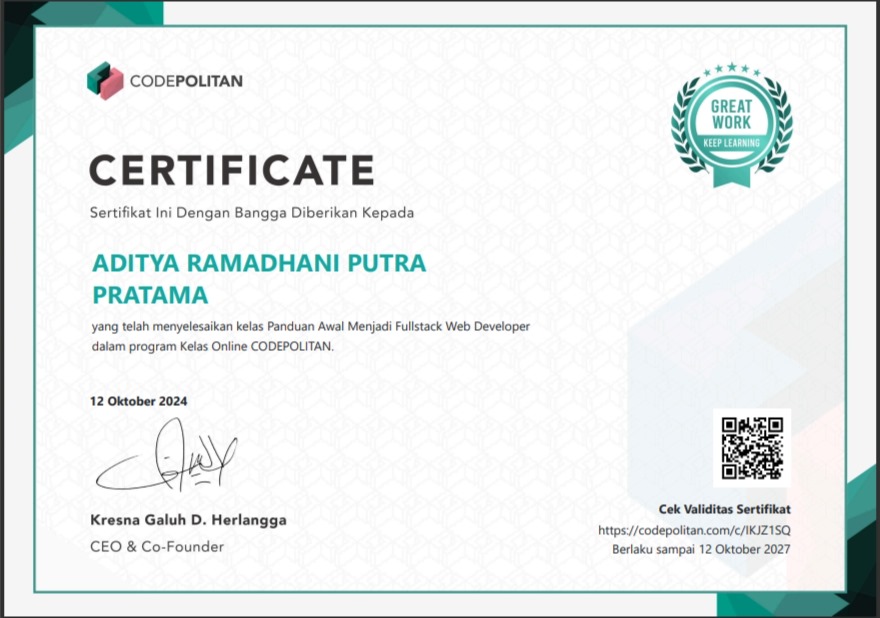 CODEPOLITAN
GREAT
WORK
KEEP LEARNING
CERTIFICATE
Sertifikat Ini Dengan Bangga Diberikan Kepada
ADITYA RAMADHANI PUTRA
PRATAMA
yang telah menyelesaikan kelas Panduan Awal Menjadi Fullstack Web Developer
dalam program Kelas Online CODEPOLITAN.
12 Oktober 2024
Kresna Galuh D. Herlangga
CEO & Co-Founder
Cek Validitas Sertifikat
https://codepolitan.com/c/IKJZ1SQ
Berlaku sampai 12 Oktober 2027